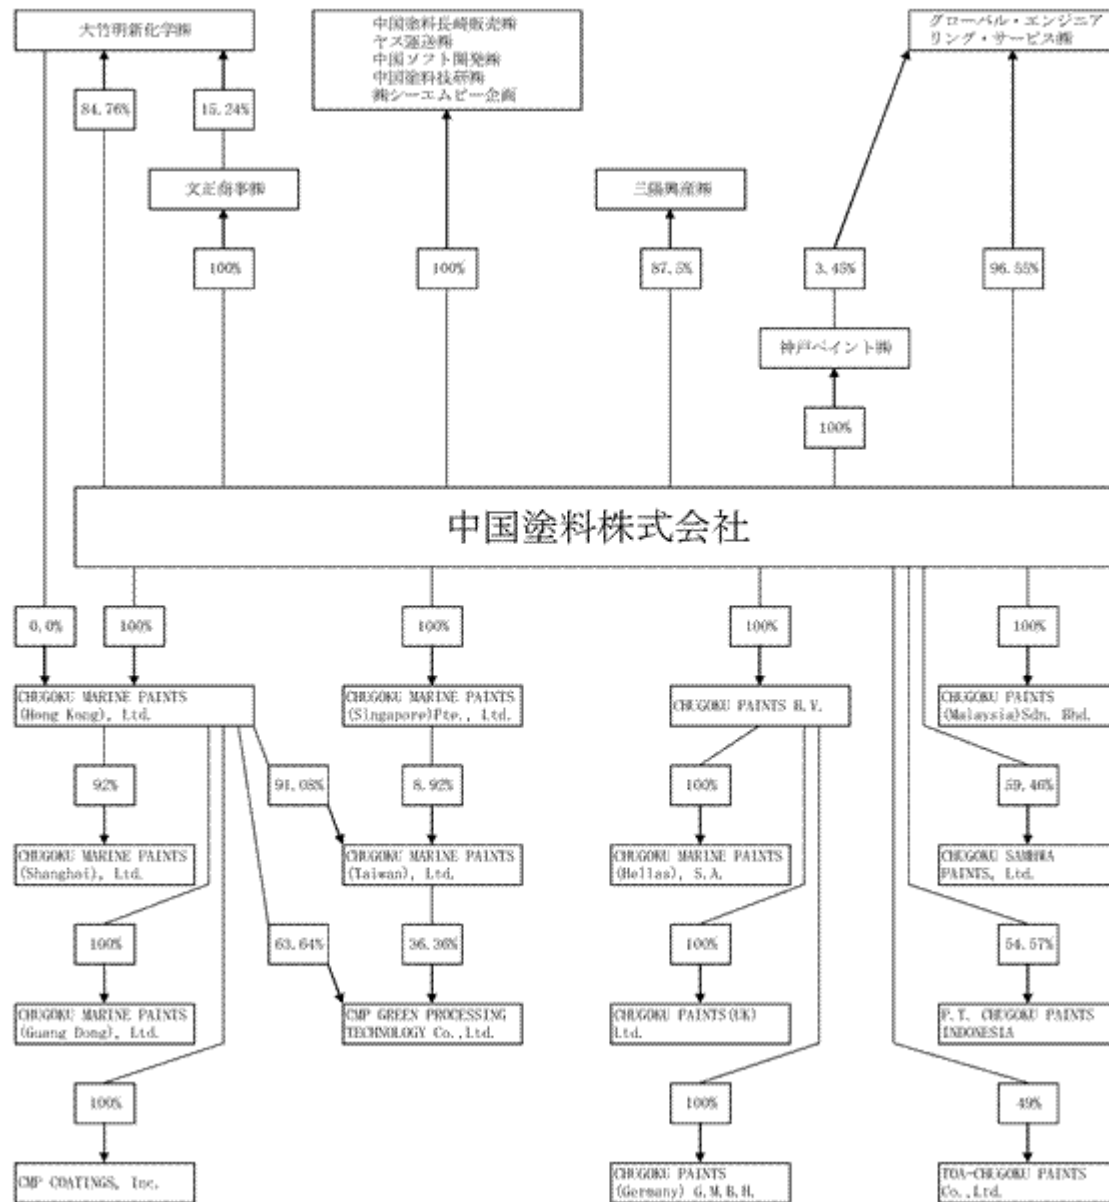 大竹明新化学㈱
中国塗料長崎販売㈱
ヤス運送㈱
中国ソフト開発㈱
中国塗料技研㈱
㈱シーエムピー企画
グローバル・エンジニア
リング・サービス㈱
84.76%
15.24%
文正商事㈱
三陽興産㈱
100%
100%
87.5%
3.45%
96.55%
神戸ペイント㈱
100%
中国塗料株式会社
0.0%
100%
100%
100%
100%
CHUGOKU MARINE PAINTS
(Hong Kong), Ltd.
CHUGOKU MARINE PAINTS
(Singapore)Pte., Ltd.
CHUGOKU PAINTS B.V.
CHUGOKU PAINTS
(Malaysia)Sdn. Bhd.
92%
91.08%
8.92%
100%
59.46%
CHUGOKU MARINE PAINTS
(Shanghai), Ltd.
CHUGOKU MARINE PAINTS
(Taiwan), Ltd.
CHUGOKU MARINE PAINTS
(Hellas), S.A.
CHUGOKU SAMHWA
PAINTS, Ltd.
100%
63.64%
36.36%
100%
54.57%
CHUGOKU MARINE PAINTS
(Guang Dong), Ltd.
CMP GREEN PROCESSING
TECHNOLOGY Co.,Ltd.
CHUGOKU PAINTS(UK)
Ltd.
P.T. CHUGOKU PAINTS
INDONESIA
100%
100%
49%
CMP COATINGS, Inc.
CHUGOKU PAINTS
(Germany) G.M.B.H.
TOA-CHUGOKU PAINTS
Co.,Ltd.